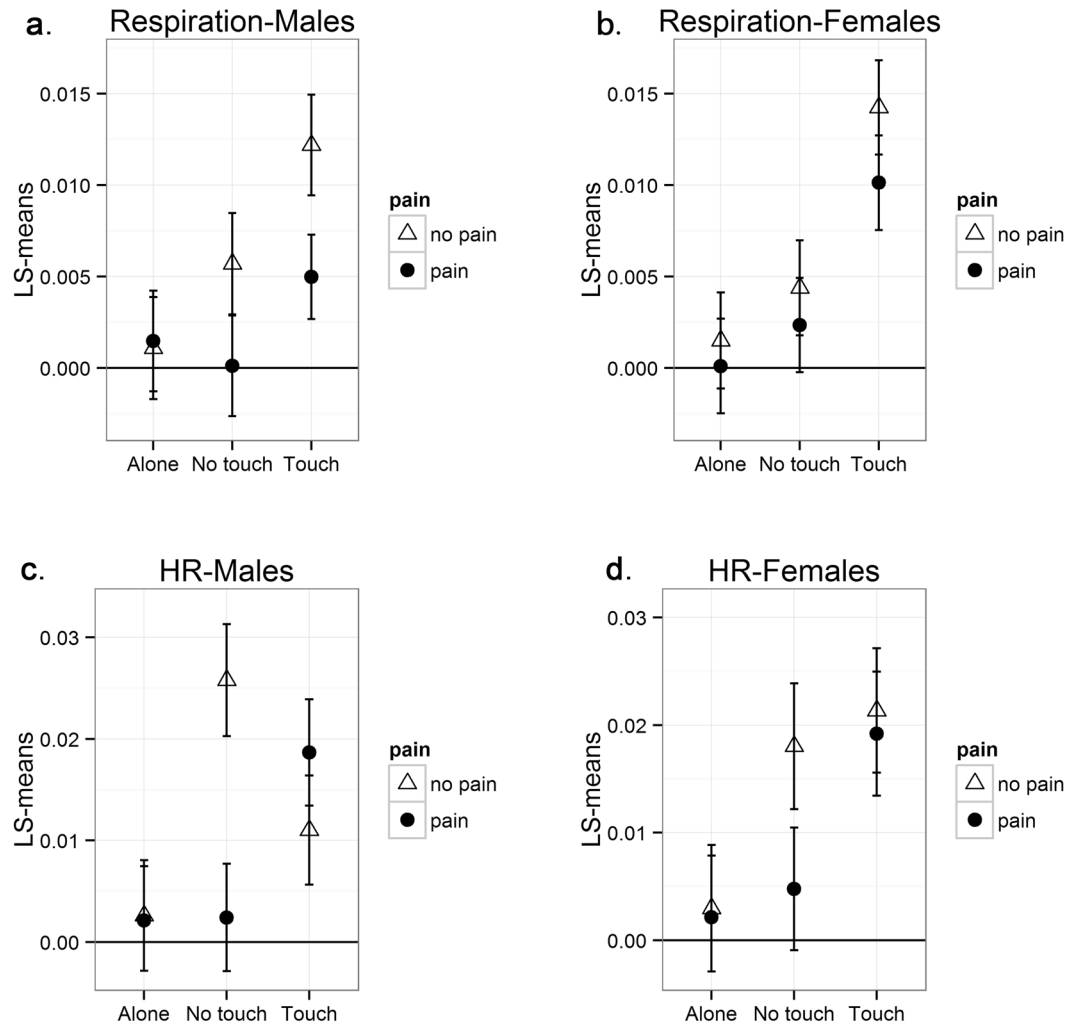 a. Respiration-Males
LS-means
0.015
0.010
0.005
0.000
Alone No touch Touch
pain
no pain
pain
b. Respiration-Females
LS-means
0.015
0.010
0.005
0.000
Alone No touch Touch
pain
no pain
pain
c. HR-Males
LS-means
0.03
0.02
0.01
0.00
Alone No touch Touch
pain
no pain
pain
d. HR-Females
LS-means
0.03
0.02
0.01
0.00
Alone No touch Touch
pain
no pain
pain